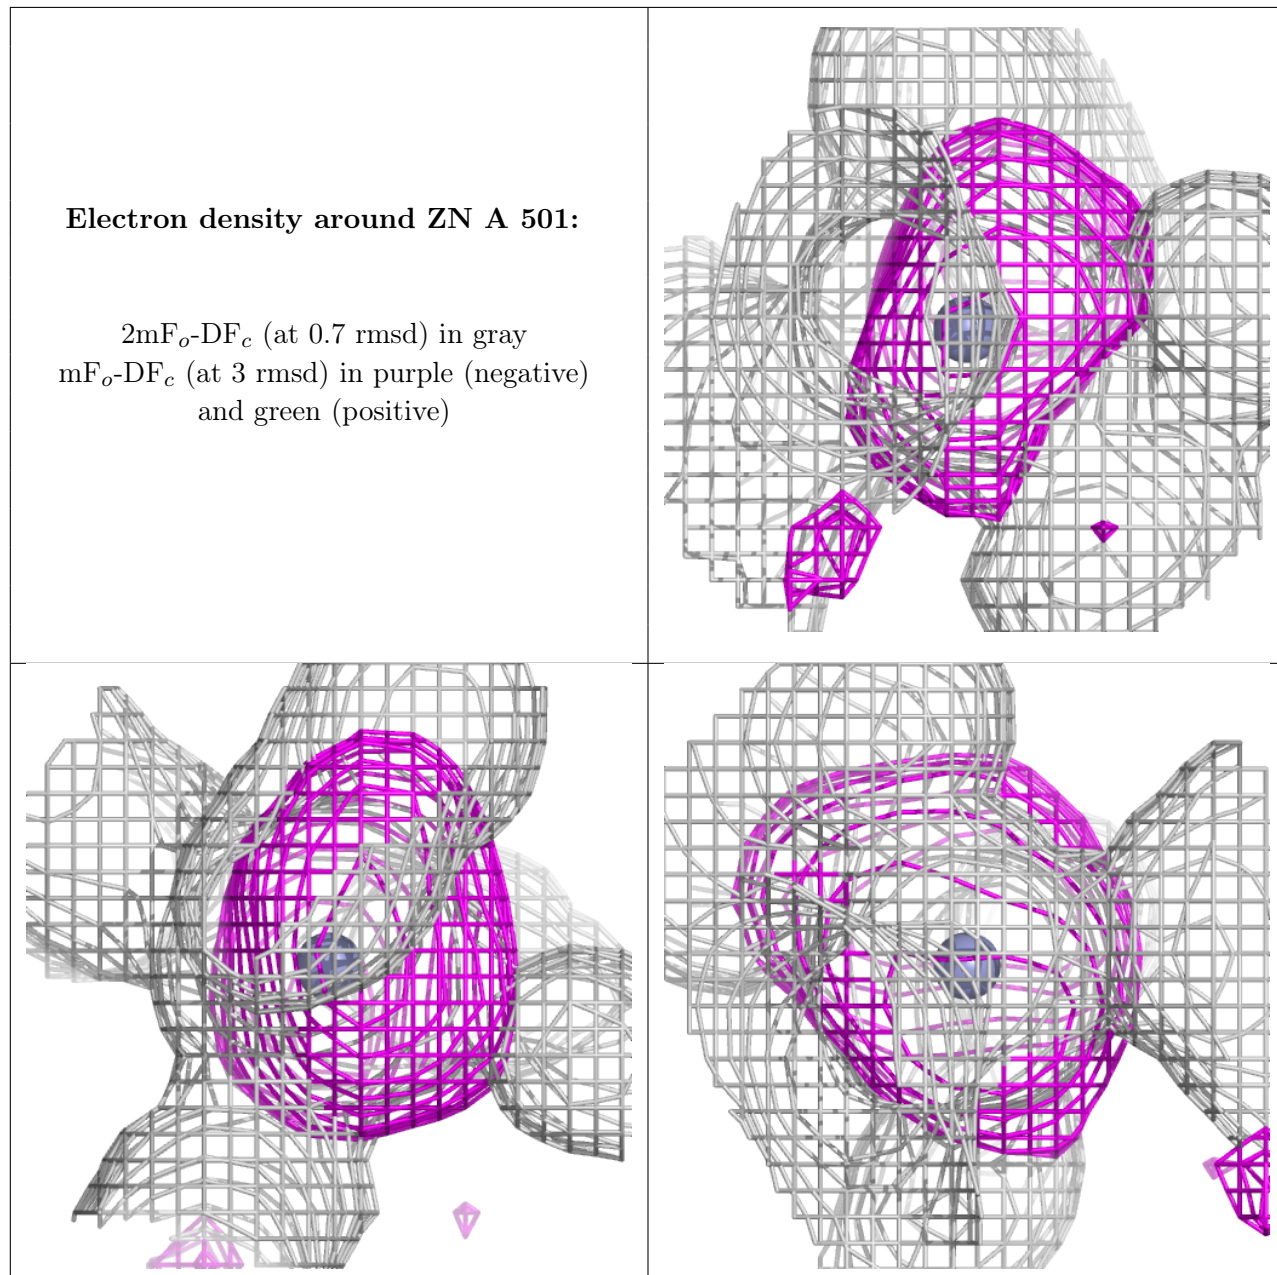 Electron density around ZN A 501:
2mFo-DFc (at 0.7 rmsd) in gray
mFo-DFc (at 3 rmsd) in purple (negative)
and green (positive)